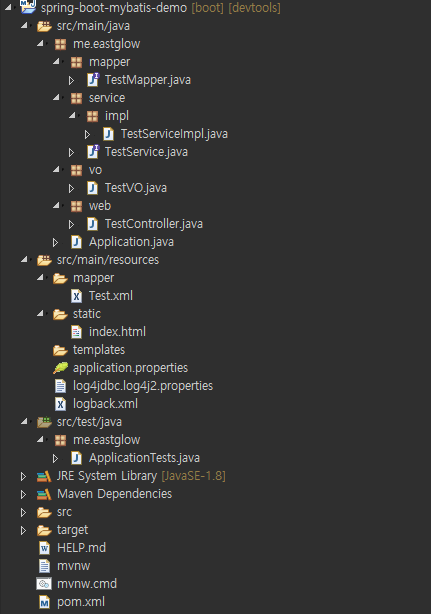 spring-boot-mybatis-demo [boot] [devtools]
src/main/java
me.eastglow
mapper
TestMapper.java
service
impl
TestServiceImpl.java
TestService.java
vo
TestVO.java
web
TestController.java
Application.java
src/main/resources
mapper
Test.xml
static
index.html
templates
application.properties
log4jdbc.log4j2.properties
logback.xml
src/test/java
me.eastglow
ApplicationTests.java
JRE System Library [JavaSE-1.8]
Maven Dependencies
src
target
HELP.md
mvnw
mvnw.cmd
pom.xml